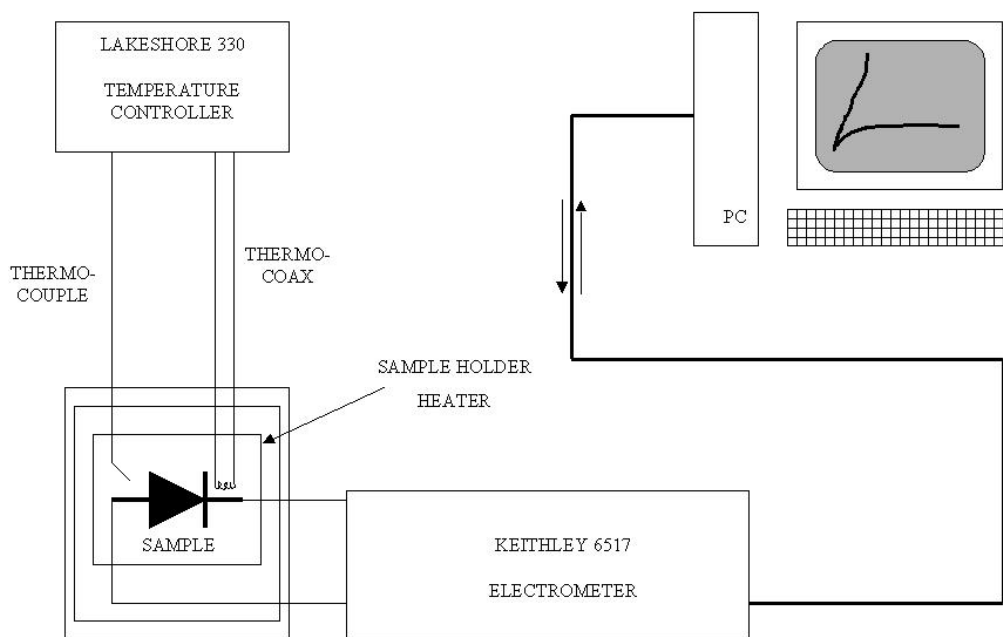 LAKESHORE 330
TEMPERATURE
CONTROLLER
PC
THERMO-
COUPLE
THERMO-
COAX
SAMPLE HOLDER
HEATER
SAMPLE
KEITHLEY 6517
ELECTROMETER